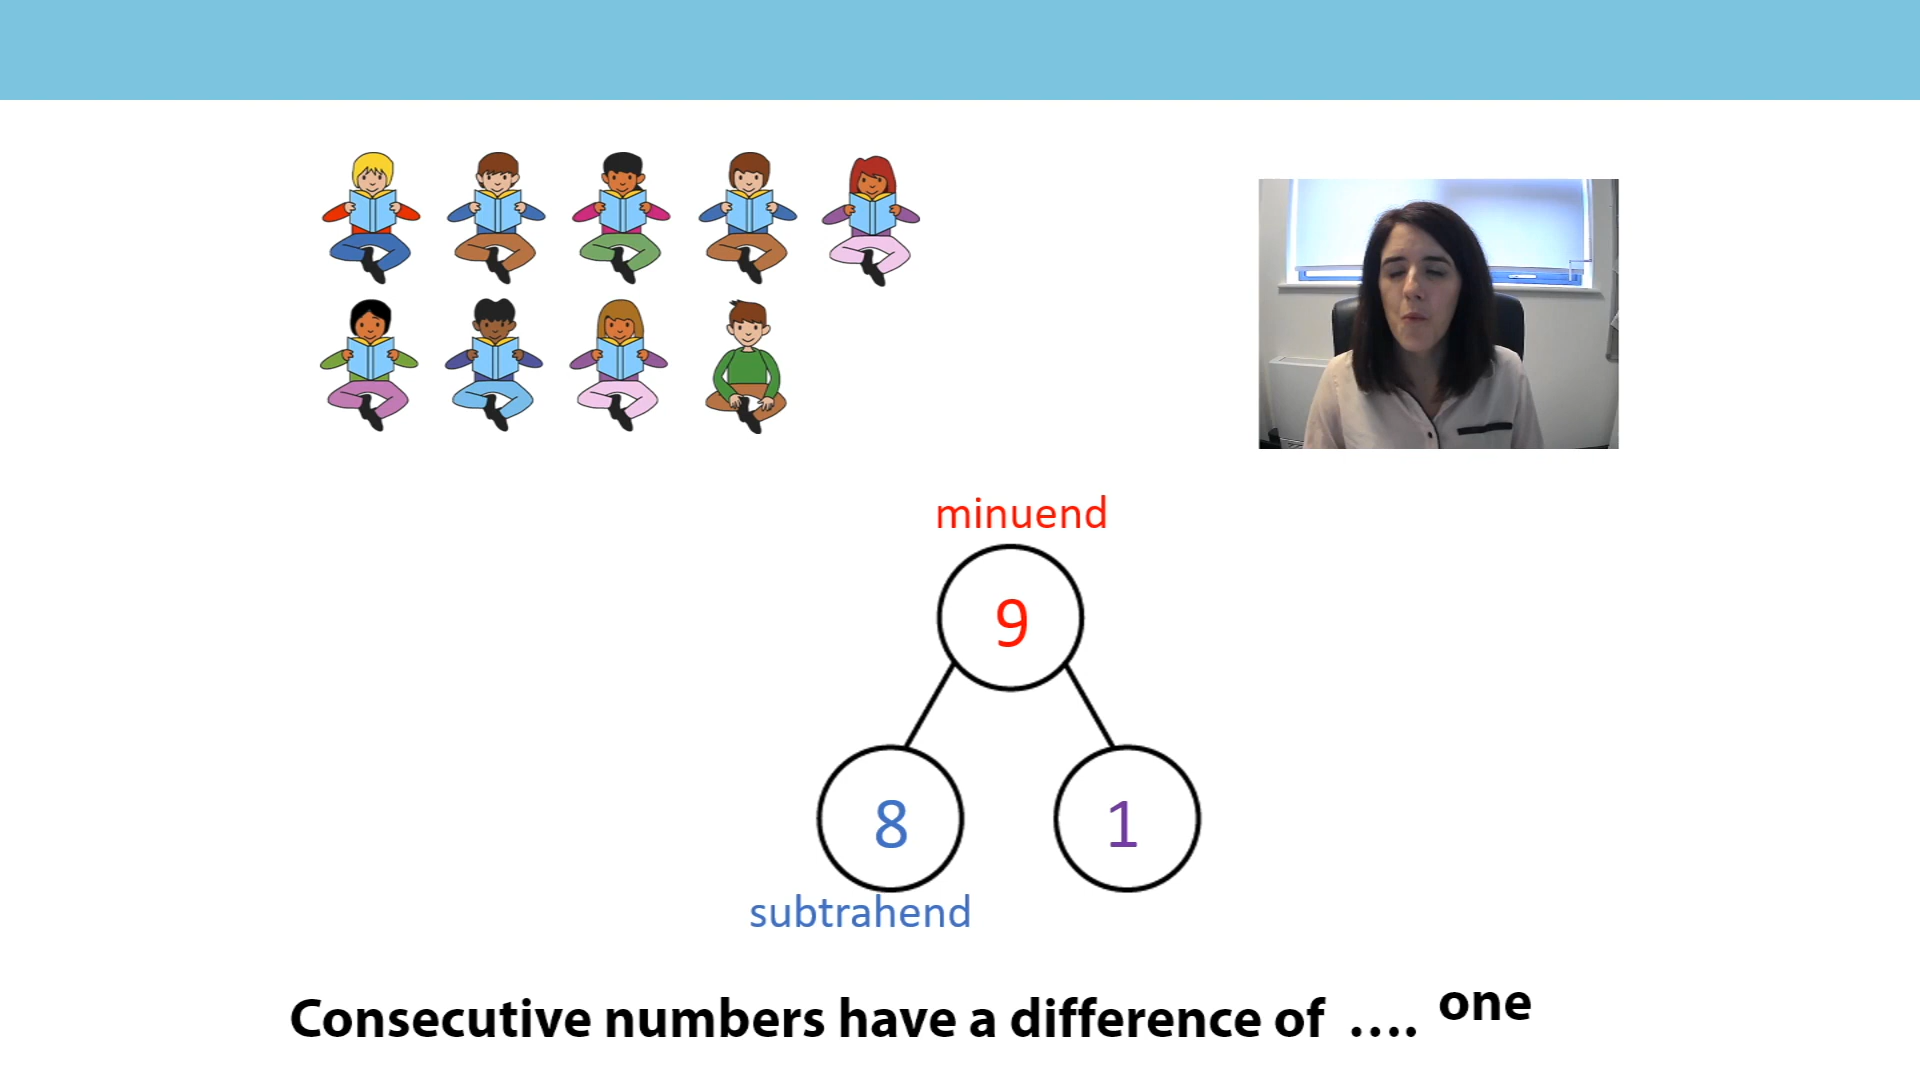 minuend
9
8
1
subtrahend
Consecutive numbers have a difference of .... one